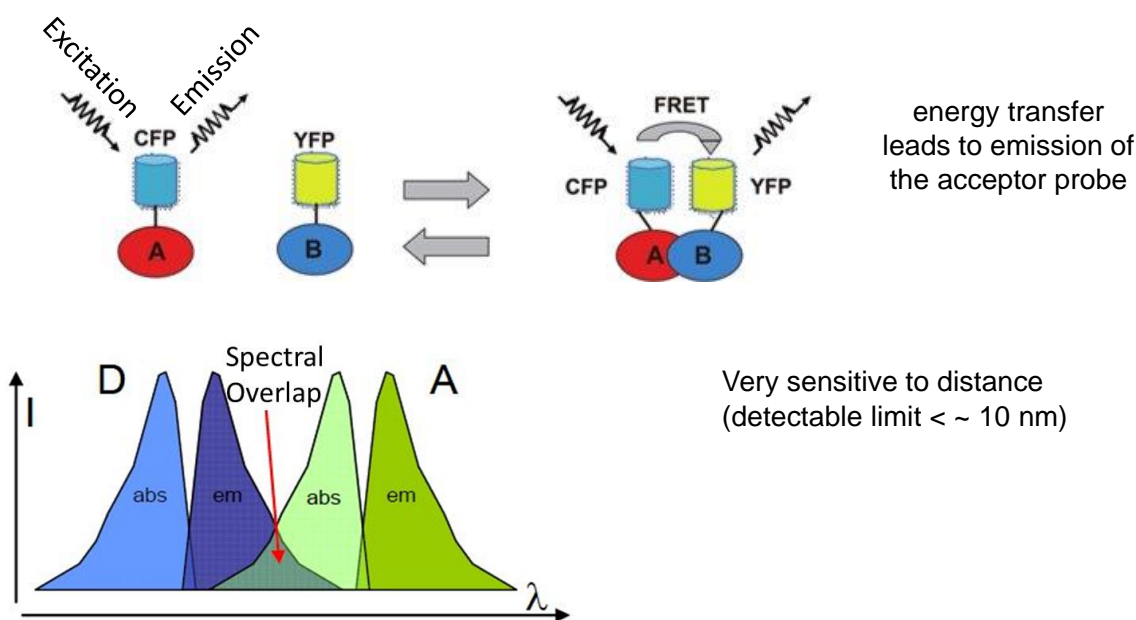 Excitation
Emission
CFP
YFP
A
B
FRET
CFP
YFP
A
B
energy transfer
leads to emission of
the acceptor probe
D
Spectral
Overlap
A
I
abs
em
abs
em
λ
Very sensitive to distance
(detectable limit < ~ 10 nm)